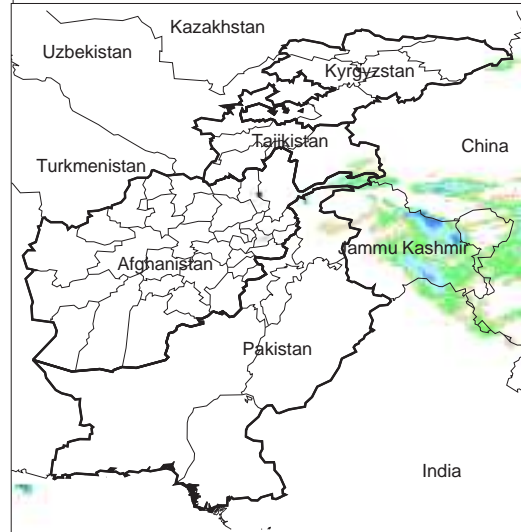 Kazakhstan
Uzbekistan
Kyrgyzstan
Tajikistan
China
Turkmenistan
Jammu Kashmir
Afghanistan
Pakistan
India